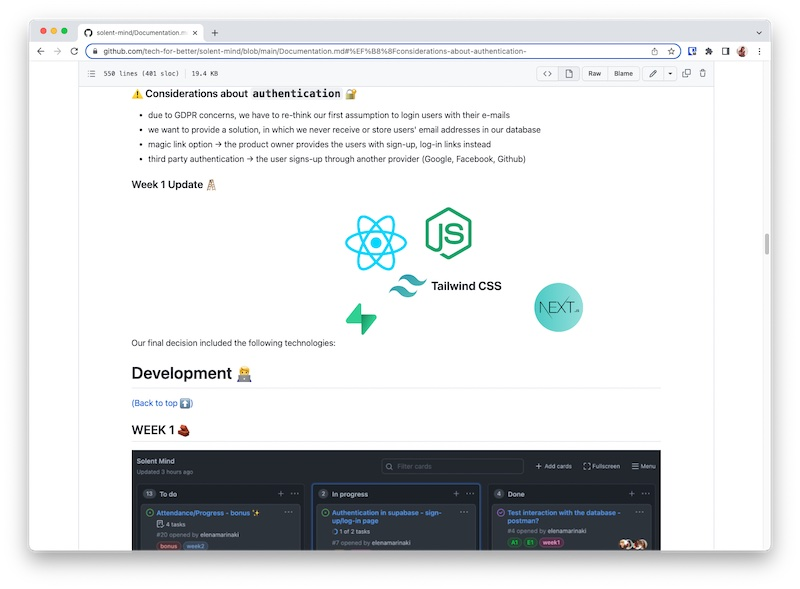 solent-mind/Documentation.m
github.com/tech-for-better/solent-mind/blob/main/Documentation.md#%EF%B8%8Fconsiderations-about-authentication-
550 lines (401 sloc) 19.4 KB
Raw Blame
Considerations about authentication
due to GDPR concerns, we have to re-think our first assumption to login users with their e-mails
we want to provide a solution, in which we never receive or store users' email addresses in our database
magic link option → the product owner provides the users with sign-up, log-in links instead
third party authentication → the user signs-up through another provider (Google, Facebook, Github)
Week 1 Update
JS
Tailwind CSS
NEXT.JS
Our final decision included the following technologies:
Development
(Back to top ⬆️)
WEEK 1
Solent Mind
Updated 3 hours ago
Filter cards
+ Add cards
Fullscreen
Menu
13 To do
Attendance/Progress - bonus ✨
4 tasks
#20 opened by elenamarinaki
bonus week2
2 In progress
Authentication in supabase - sign-
up/log-in page
1 of 2 tasks
#7 opened by elenamarinaki
4 Done
Test interaction with the database -
postman?
#4 opened by elenamarinaki
A1 E1 week1